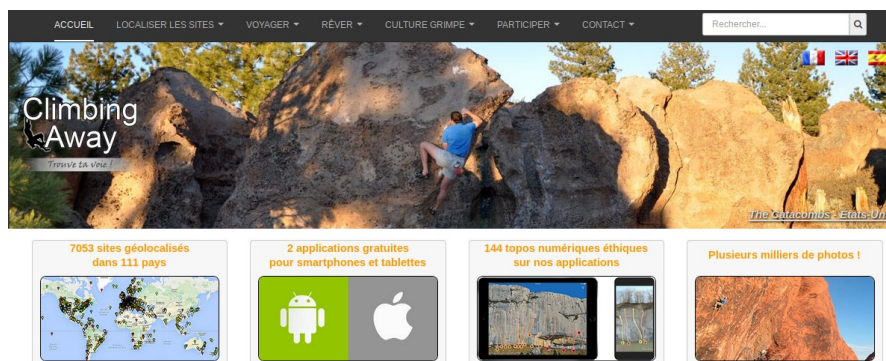 ACCUEIL LOCALISER LES SITES VOYAGER RÊVER CULTURE GRIMPE PARTICIPER CONTACT Rechercher...
Climbing
Away
Trouve ta voie !
The Catacombs - Etats-Un
7053 sites géolocalisés
dans 111 pays
2 applications gratuites
pour smartphones et tablettes
144 topos numériques éthiques
sur nos applications
Plusieurs milliers de photos !